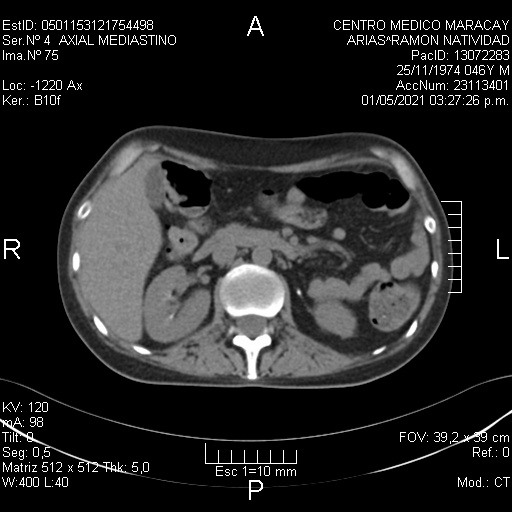 EstID: 0501153121754498
Ser.Nº 4 AXIAL MEDIASTINO
Ima.Nº 75
Loc: -1220 Ax
Ker.: B10f
A
CENTRO MEDICO MARACAY
ARIAS^RAMON NATIVIDAD
PacID: 13072283
25/11/1974 046Y M
AccNum: 23113401
01/05/2021 03:27:26 p.m.
R
L
KV: 120
mA: 98
Tilt: 0
Seg: 0,5
Matriz 512 x 512 Thk: 5,0
W:400 L:40
Esc 1=10 mm
P
FOV: 39,2 x 39 cm
Ref.: 0
Mod.: CT